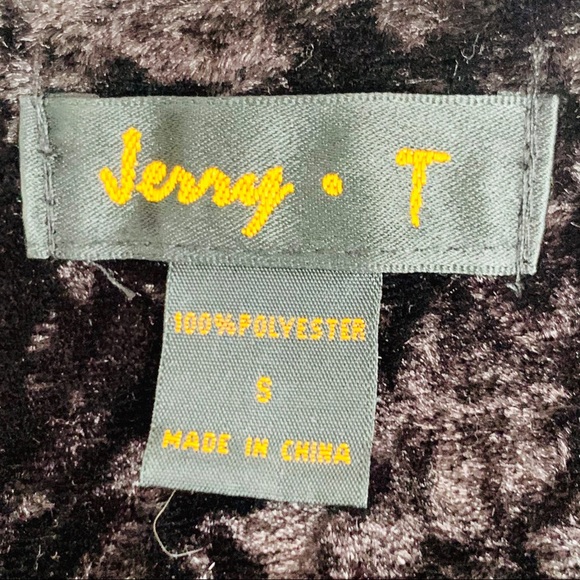 Jerry • T
100%POLYESTER
S
MADE IN CHINA